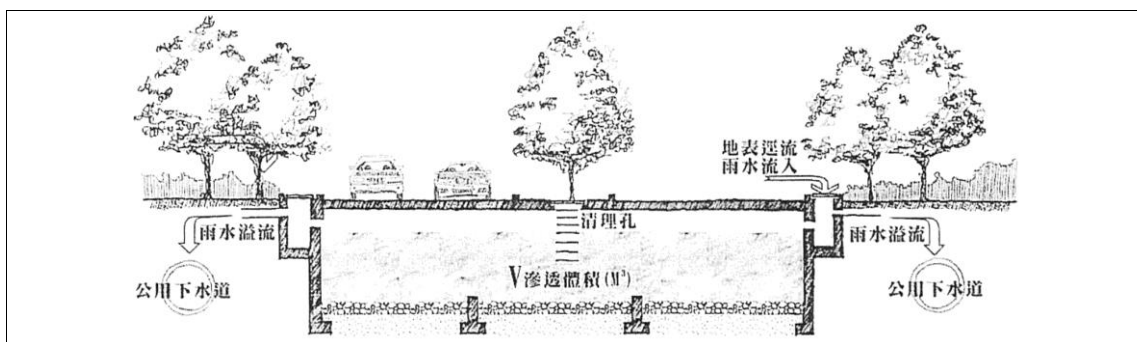 地表逕流
雨水流入
清理孔
雨水溢流
雨水溢流
V滲透體積(M³)
公用下水道
公用下水道